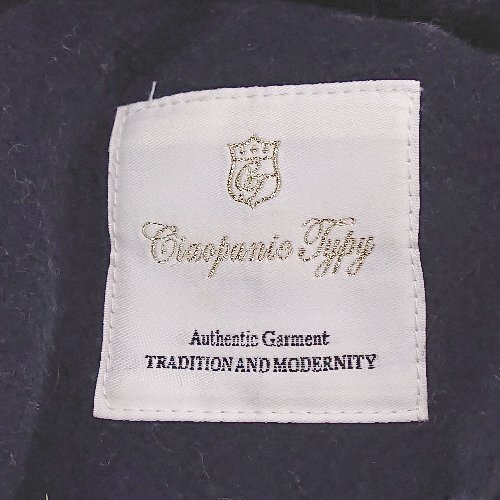 CT
Ciaopanic Typy
Authentic Garment
TRADITION AND MODERNITY